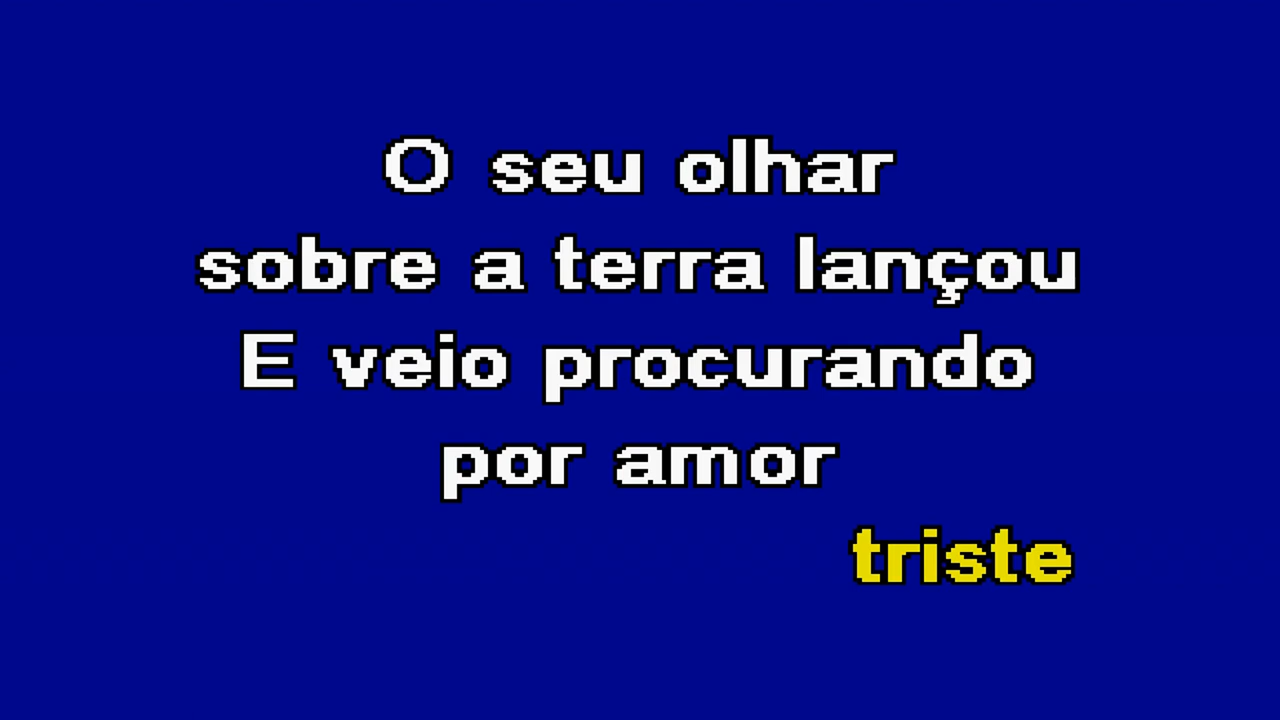 O seu olhar
sobre a terra lançou
E veio procurando
por amor
triste